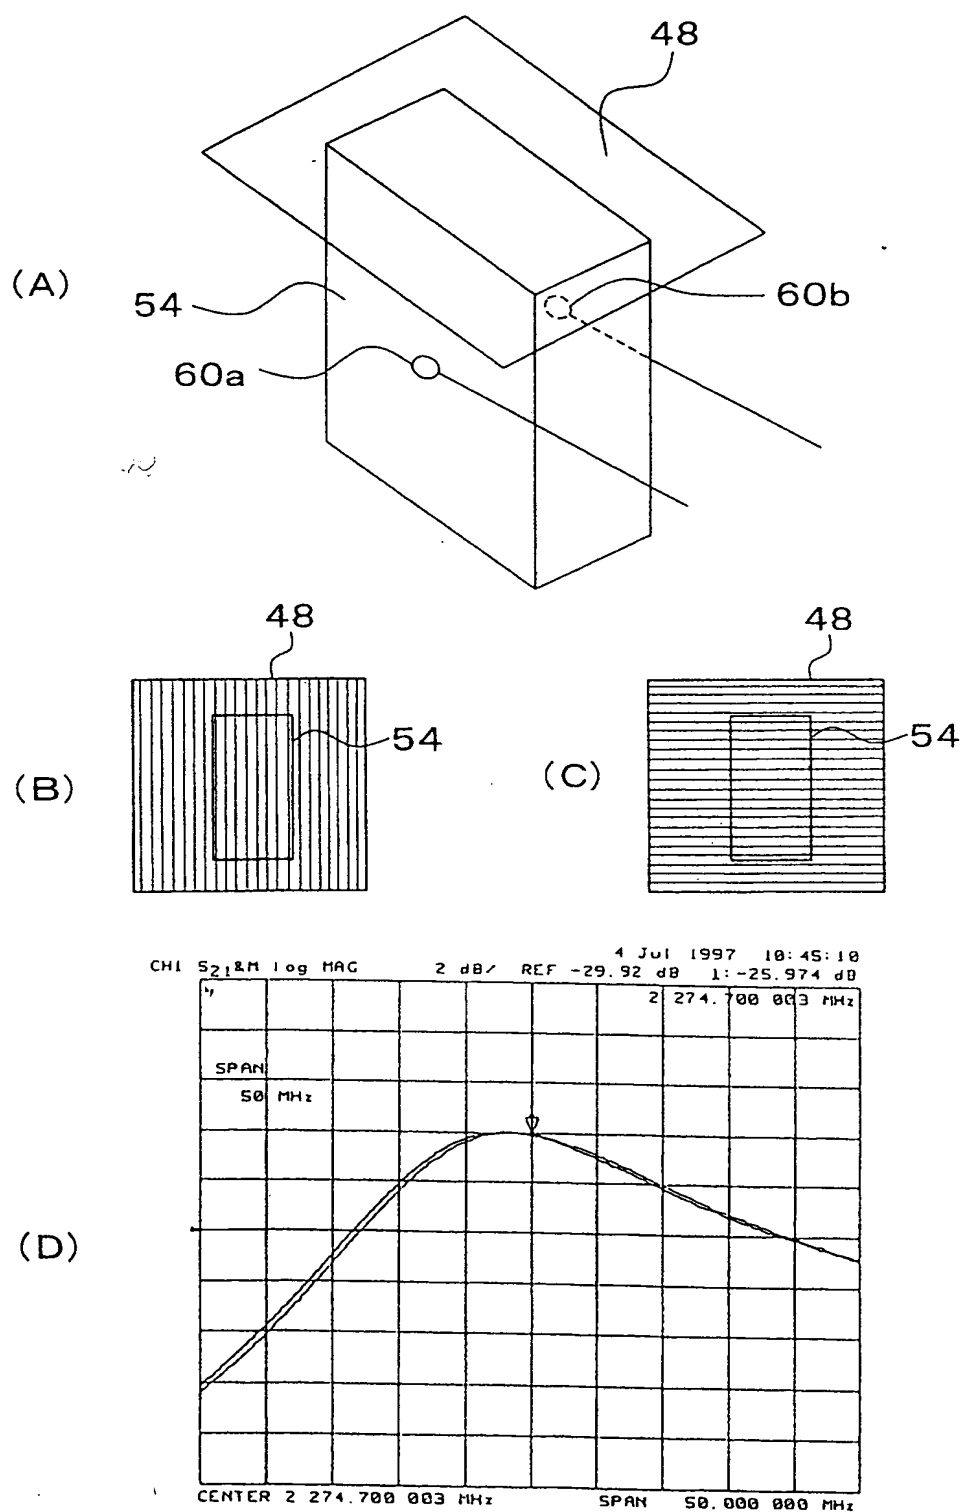 48
(A)
54
60b
60a
48
48
54
54
(B)
(C)
4 Jul 1997 10:45:10
CH1 S21&M log MAG 2 dB/ REF -29.92 dB 1:-25.974 dB
2 274.700 003 MHz
SPAN
50 MHz
(D)
CENTER 2 274.700 003 MHz SPAN 50.000 000 MHz